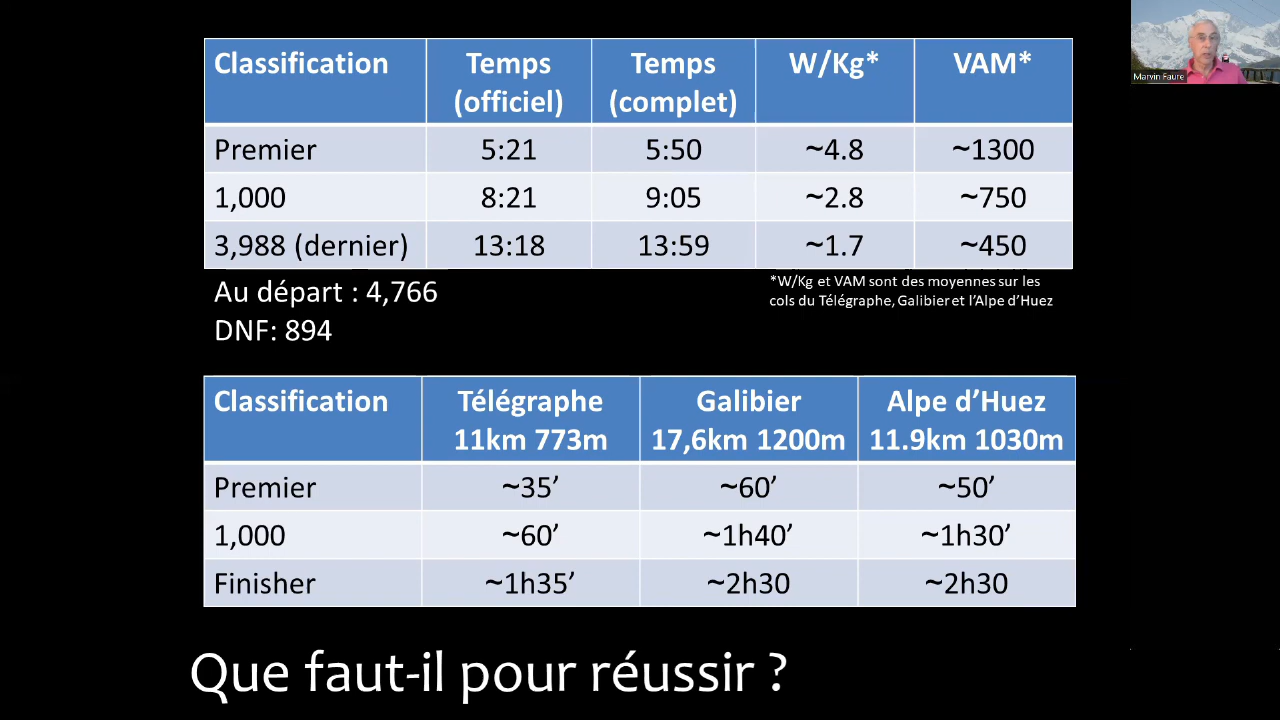 Classification Temps (officiel) Temps (complet) W/Kg* VAM*
Premier 5:21 5:50 ~4.8 ~1300
1,000 8:21 9:05 ~2.8 ~750
3,988 (dernier) 13:18 13:59 ~1.7 ~450
Au départ : 4,766
DNF: 894
*W/Kg et VAM sont des moyennes sur les
cols du Télégraphe, Galibier et l’Alpe d’Huez
Classification Télégraphe 11km 773m Galibier 17,6km 1200m Alpe d’Huez 11.9km 1030m
Premier ~35’ ~60’ ~50’
1,000 ~60’ ~1h40’ ~1h30’
Finisher ~1h35’ ~2h30 ~2h30
Que faut-il pour réussir ?
Marvin Faure